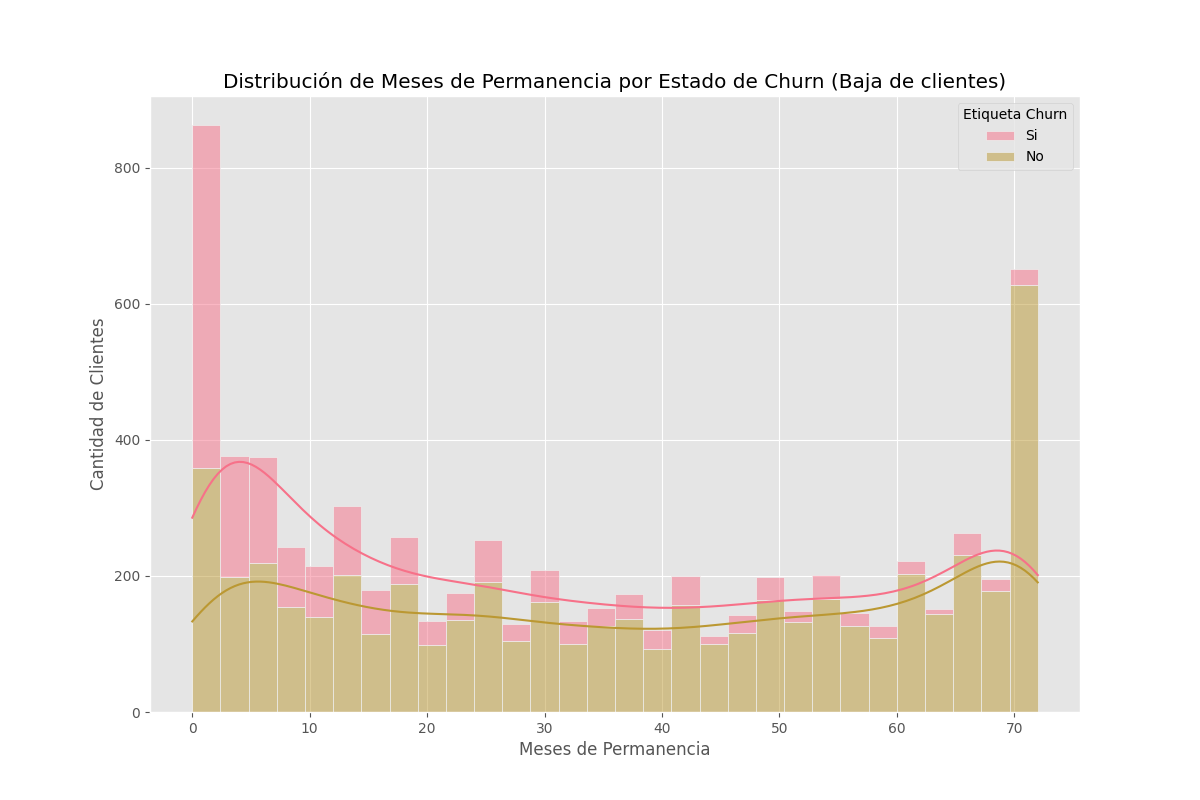 Distribución de Meses de Permanencia por Estado de Churn (Baja de clientes)
Etiqueta Churn
Si
No
800
600
400
200
0
Cantidad de Clientes
0 10 20 30 40 50 60 70
Meses de Permanencia